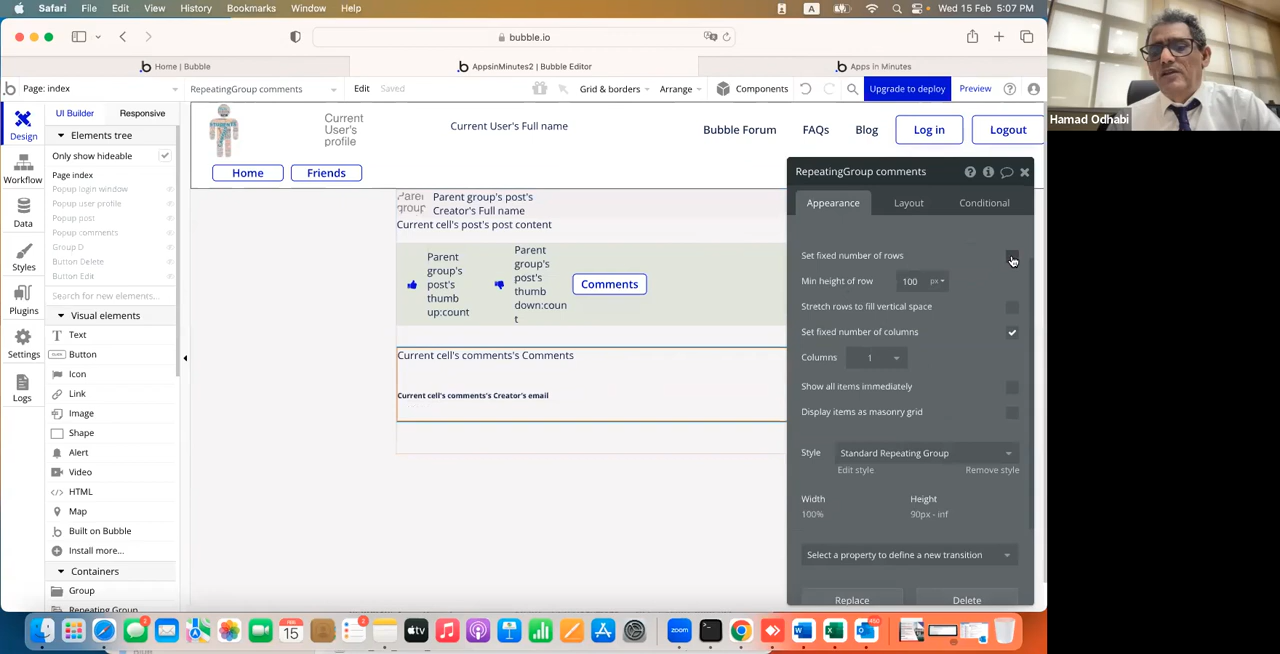 Safari File Edit View History Bookmarks Window Help
A Wed 15 Feb 5:07 PM
bubble.io
Home | Bubble
AppsinMinutes2 | Bubble Editor
Apps In Minutes
Page: index
RepeatingGroup comments
Edit
Saved
Grid & borders
Arrange
Components
Upgrade to deploy
Preview
Design
Workflow
Data
Styles
Plugins
Settings
Logs
UI Builder
Responsive
Elements tree
Only show hideable
Page index
Popup login window
Popup user profile
Popup post
Popup comments
Group D
Button Delete
Button Edit
Search for new elements...
Visual elements
Text
Button
Icon
Link
Image
Shape
Alert
Video
HTML
Map
Built on Bubble
Install more...
Containers
Group
Repeating Group
STUDENTS
Current
User's
profile
Current User's Full name
Bubble Forum
FAQs
Blog
Log in
Logout
Home
Friends
Parent
group
Parent group's post's
Creator's Full name
Current cell's post's post content
Parent
group's
post's
thumb
up:count
Parent
group's
post's
thumb
down:coun
t
Comments
Current cell's comments's Comments
Current cell's comments's Creator's email
RepeatingGroup comments
Appearance
Layout
Conditional
Set fixed number of rows
Min height of row 100 px
Stretch rows to fill vertical space
Set fixed number of columns
Columns 1
Show all items immediately
Display items as masonry grid
Style Standard Repeating Group
Edit style Remove style
Width Height
100% 90px - inf
Select a property to define a new transition
Replace Delete
Hamad Odhabi
FEB
15
tv
zoom